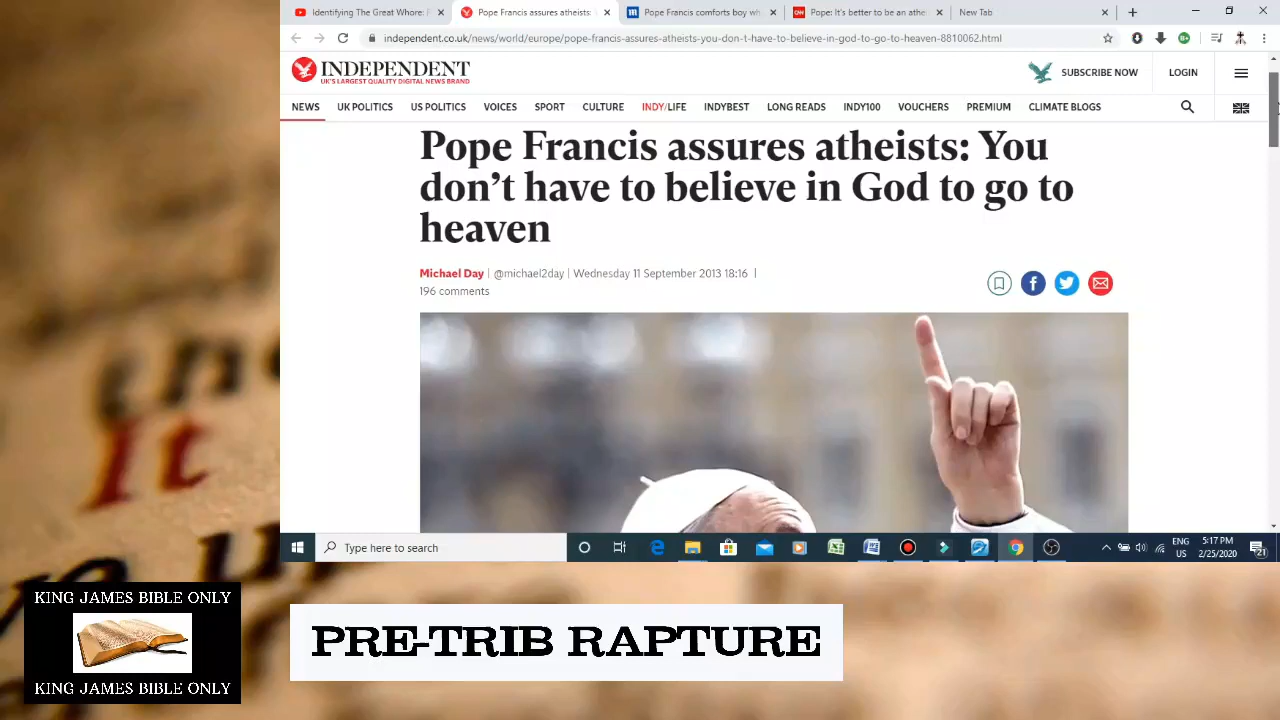 Identifying The Great Whore: P
Pope Francis assures atheists:
Pope Francis comforts boy wh
Pope: It's better to be an athe
New Tab
independent.co.uk/news/world/europe/pope-francis-assures-atheists-you-don-t-have-to-believe-in-god-to-go-to-heaven-8810062.html
INDEPENDENT
UK'S LARGEST QUALITY DIGITAL NEWS BRAND
SUBSCRIBE NOW
LOGIN
NEWS UK POLITICS US POLITICS VOICES SPORT CULTURE INDY/LIFE INDYBEST LONG READS INDY100 VOUCHERS PREMIUM CLIMATE BLOGS
Pope Francis assures atheists: You
don’t have to believe in God to go to
heaven
Michael Day | @michael2day | Wednesday 11 September 2013 18:16 |
196 comments
Type here to search
ENG
US
5:17 PM
2/25/2020
21
It
KING JAMES BIBLE ONLY
KING JAMES BIBLE ONLY
PRE-TRIB RAPTURE